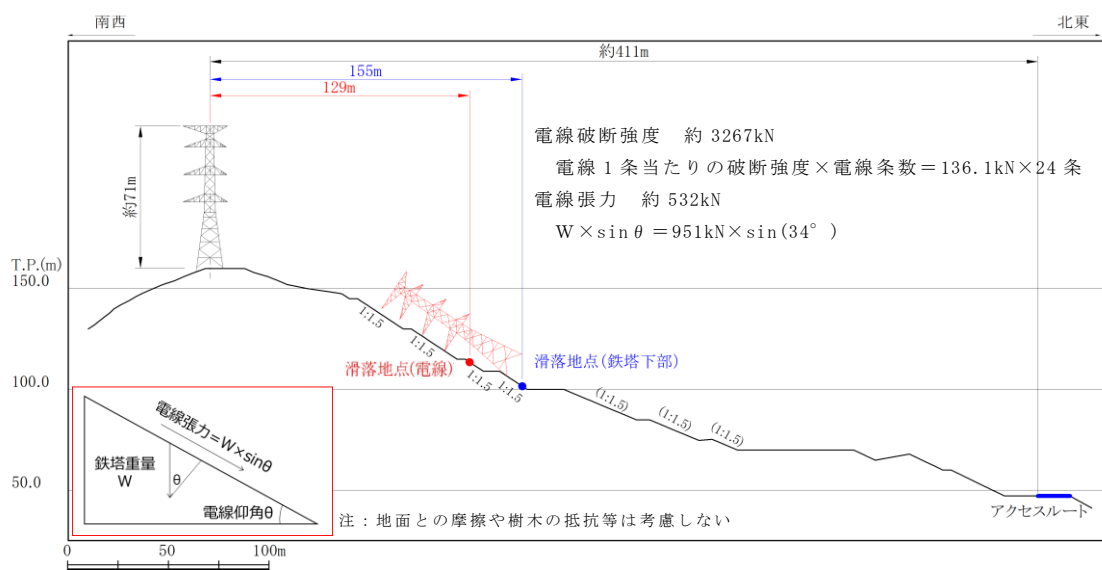 南西
北東
約411m
155m
129m
約71m
電線破断強度　約 3267kN
電線 1 条当たりの破断強度×電線条数＝136.1kN×24 条
電線張力　約 532kN
W×sinθ＝951kN×sin(34°)
T.P.(m)
150.0
100.0
50.0
1:1.5
1:1.5
1:1.5
1:1.5
(1:1.5)
(1:1.5)
(1:1.5)
滑落地点(電線)
滑落地点(鉄塔下部)
電線張力=W×sinθ
鉄塔重量
W
θ
電線仰角θ
注：地面との摩擦や樹木の抵抗等は考慮しない
アクセスルート
0
50
100m